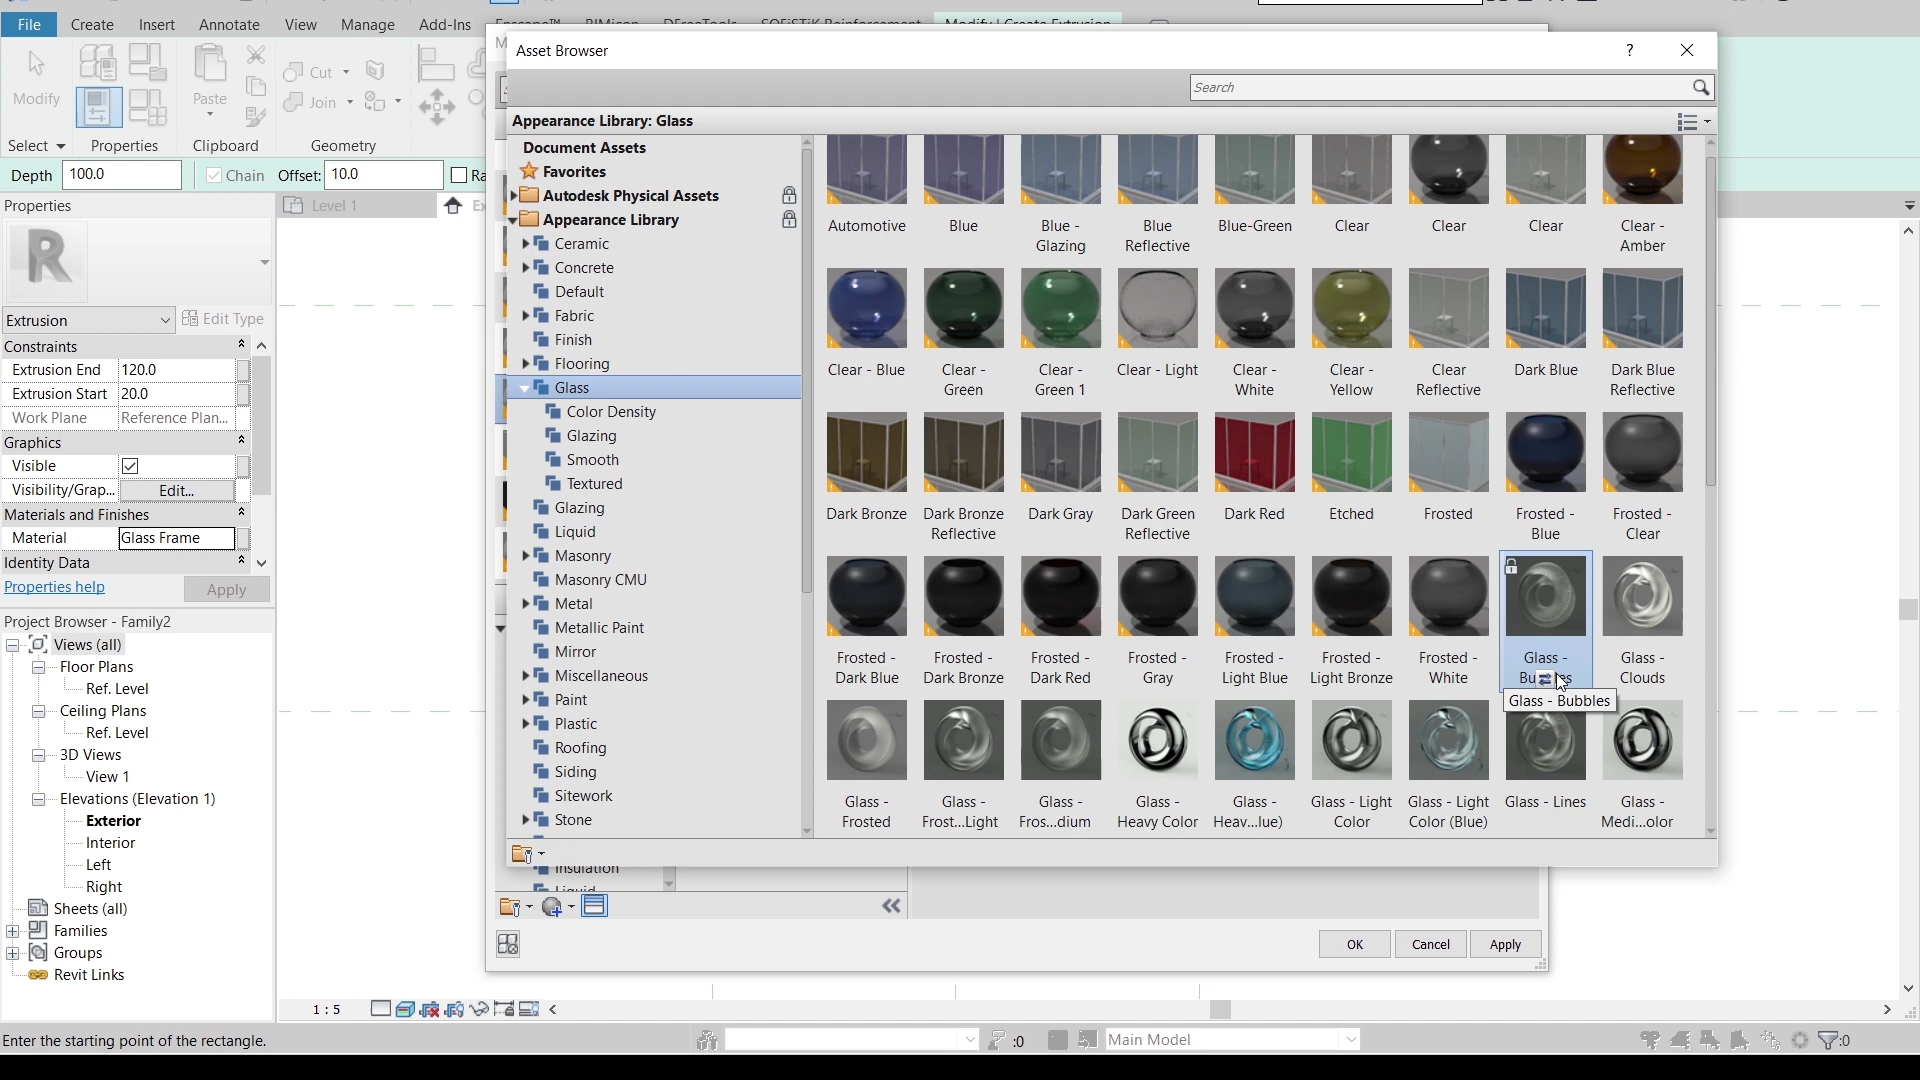 File Create Insert Annotate View Manage Add-Ins
Modify
Cut
Join
Paste
Select Properties Clipboard Geometry
Depth 100.0 Chain Offset: 10.0
Properties
Level 1
Extrusion Edit Type
Constraints
Extrusion End 120.0
Extrusion Start 20.0
Work Plane Reference Plan...
Graphics
Visible
Visibility/Grap... Edit...
Materials and Finishes
Material Glass Frame
Identity Data
Properties help Apply
Project Browser - Family2
Views (all)
Floor Plans
Ref. Level
Ceiling Plans
Ref. Level
3D Views
View 1
Elevations (Elevation 1)
Exterior
Interior
Left
Right
Sheets (all)
Families
Groups
Revit Links
Asset Browser
?
Search
Appearance Library: Glass
Document Assets
Favorites
Autodesk Physical Assets
Appearance Library
Ceramic
Concrete
Default
Fabric
Finish
Flooring
Glass
Color Density
Glazing
Smooth
Textured
Glazing
Liquid
Masonry
Masonry CMU
Metal
Metallic Paint
Mirror
Miscellaneous
Paint
Plastic
Roofing
Siding
Sitework
Stone
Automotive Blue Blue - Glazing Blue Reflective Blue-Green Clear Clear Clear Clear - Amber
Clear - Blue Clear - Green Clear - Green 1 Clear - Light Clear - White Clear - Yellow Clear Reflective Dark Blue Dark Blue Reflective
Dark Bronze Dark Bronze Reflective Dark Gray Dark Green Reflective Dark Red Etched Frosted Frosted - Blue Frosted - Clear
Frosted - Dark Blue Frosted - Dark Bronze Frosted - Dark Red Frosted - Gray Frosted - Light Blue Frosted - Light Bronze Frosted - White Glass - Glass - Clouds
Glass - Bubbles
Glass - Frosted Glass - Frost...Light Glass - Fros...dium Glass - Heavy Color Glass - Heav...lue) Glass - Light Color Glass - Light Color (Blue) Glass - Lines Glass - Medi...olor
Insulation
Liquid
OK Cancel Apply
1 : 5
Enter the starting point of the rectangle.
:0 Main Model :0